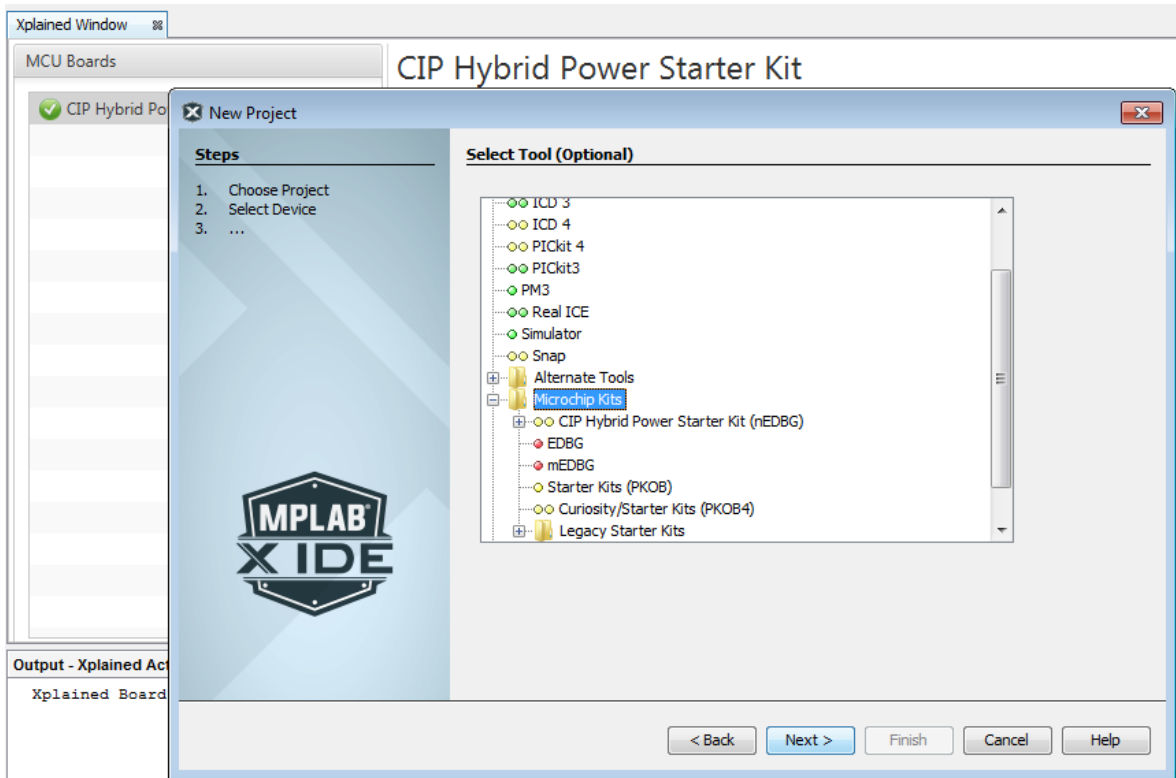 Xplained Window
MCU Boards
CIP Hybrid Power Starter Kit
CIP Hybrid Po
New Project
Steps
1. Choose Project
2. Select Device
3. ...
Select Tool (Optional)
ICD 3
ICD 4
PICkit 4
PICkit3
PM3
Real ICE
Simulator
Snap
Alternate Tools
Microchip Kits
CIP Hybrid Power Starter Kit (nEDBG)
EDBG
mEDBG
Starter Kits (PKOB)
Curiosity/Starter Kits (PKOB4)
Legacy Starter Kits
MPLAB®
X IDE
Output - Xplained Act
Xplained Board
< Back Next > Finish Cancel Help